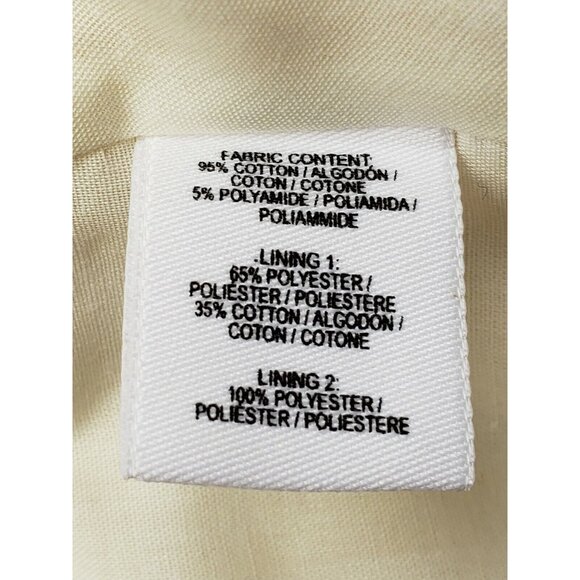 FABRIC CONTENT:
95% COTTON / ALGODÓN /
COTON / COTONE
5% POLYAMIDE / POLIAMIDA /
POLIAMMIDE
LINING 1:
65% POLYESTER /
POLIÉSTER / POLIESTERE
35% COTTON / ALGODÓN /
COTON / COTONE
LINING 2:
100% POLYESTER /
POLIÉSTER / POLIESTERE